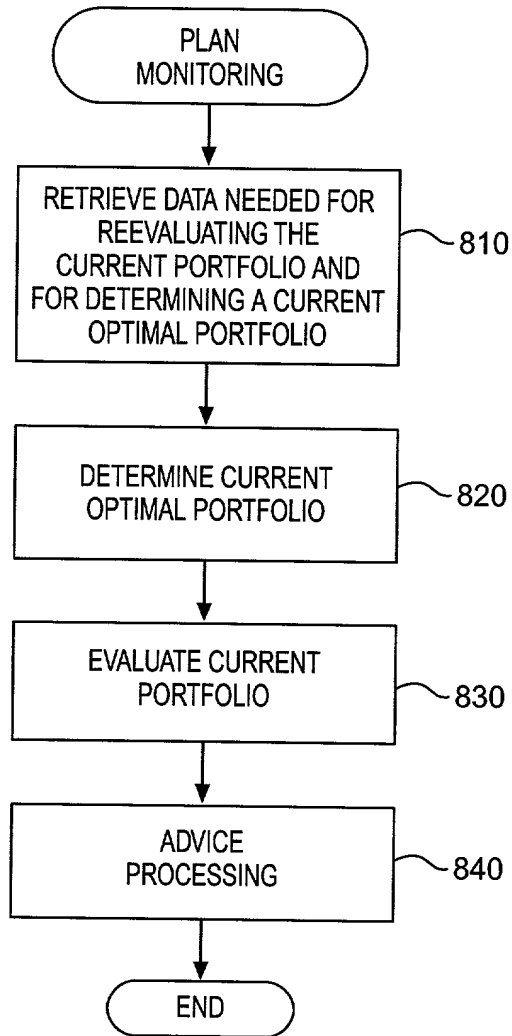 PLAN
MONITORING
RETRIEVE DATA NEEDED FOR
REEVALUATING THE
CURRENT PORTFOLIO AND
FOR DETERMINING A CURRENT
OPTIMAL PORTFOLIO
810
DETERMINE CURRENT
OPTIMAL PORTFOLIO
820
EVALUATE CURRENT
PORTFOLIO
830
ADVICE
PROCESSING
840
END